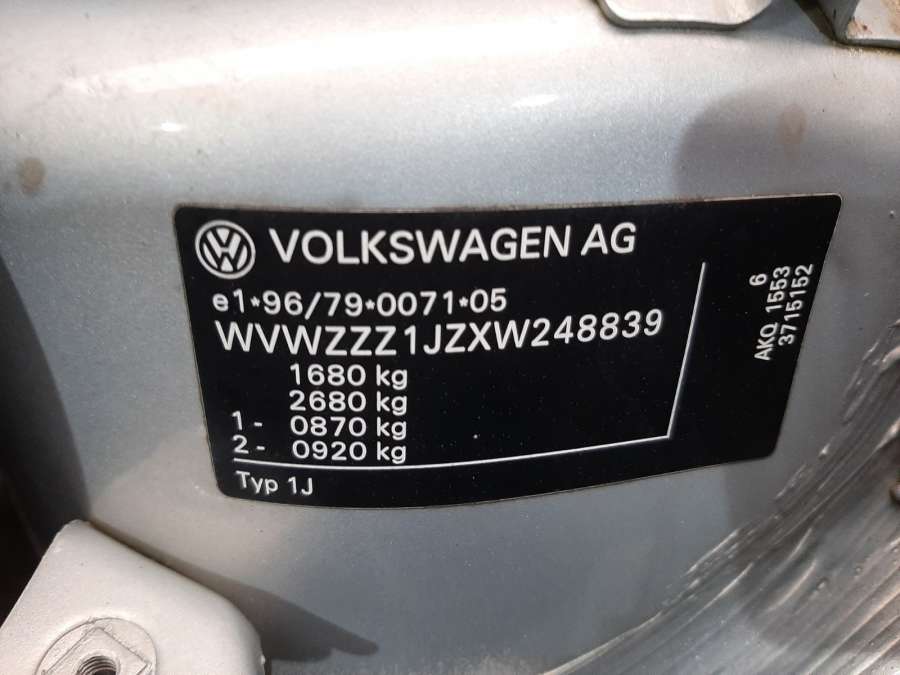 VOLKSWAGEN AG
e1*96/79*0071*05
WVWZZZ1JZXW248839
1680 kg
2680 kg
1- 0870 kg
2- 0920 kg
Typ 1J
6
AKQ 1553
3715152